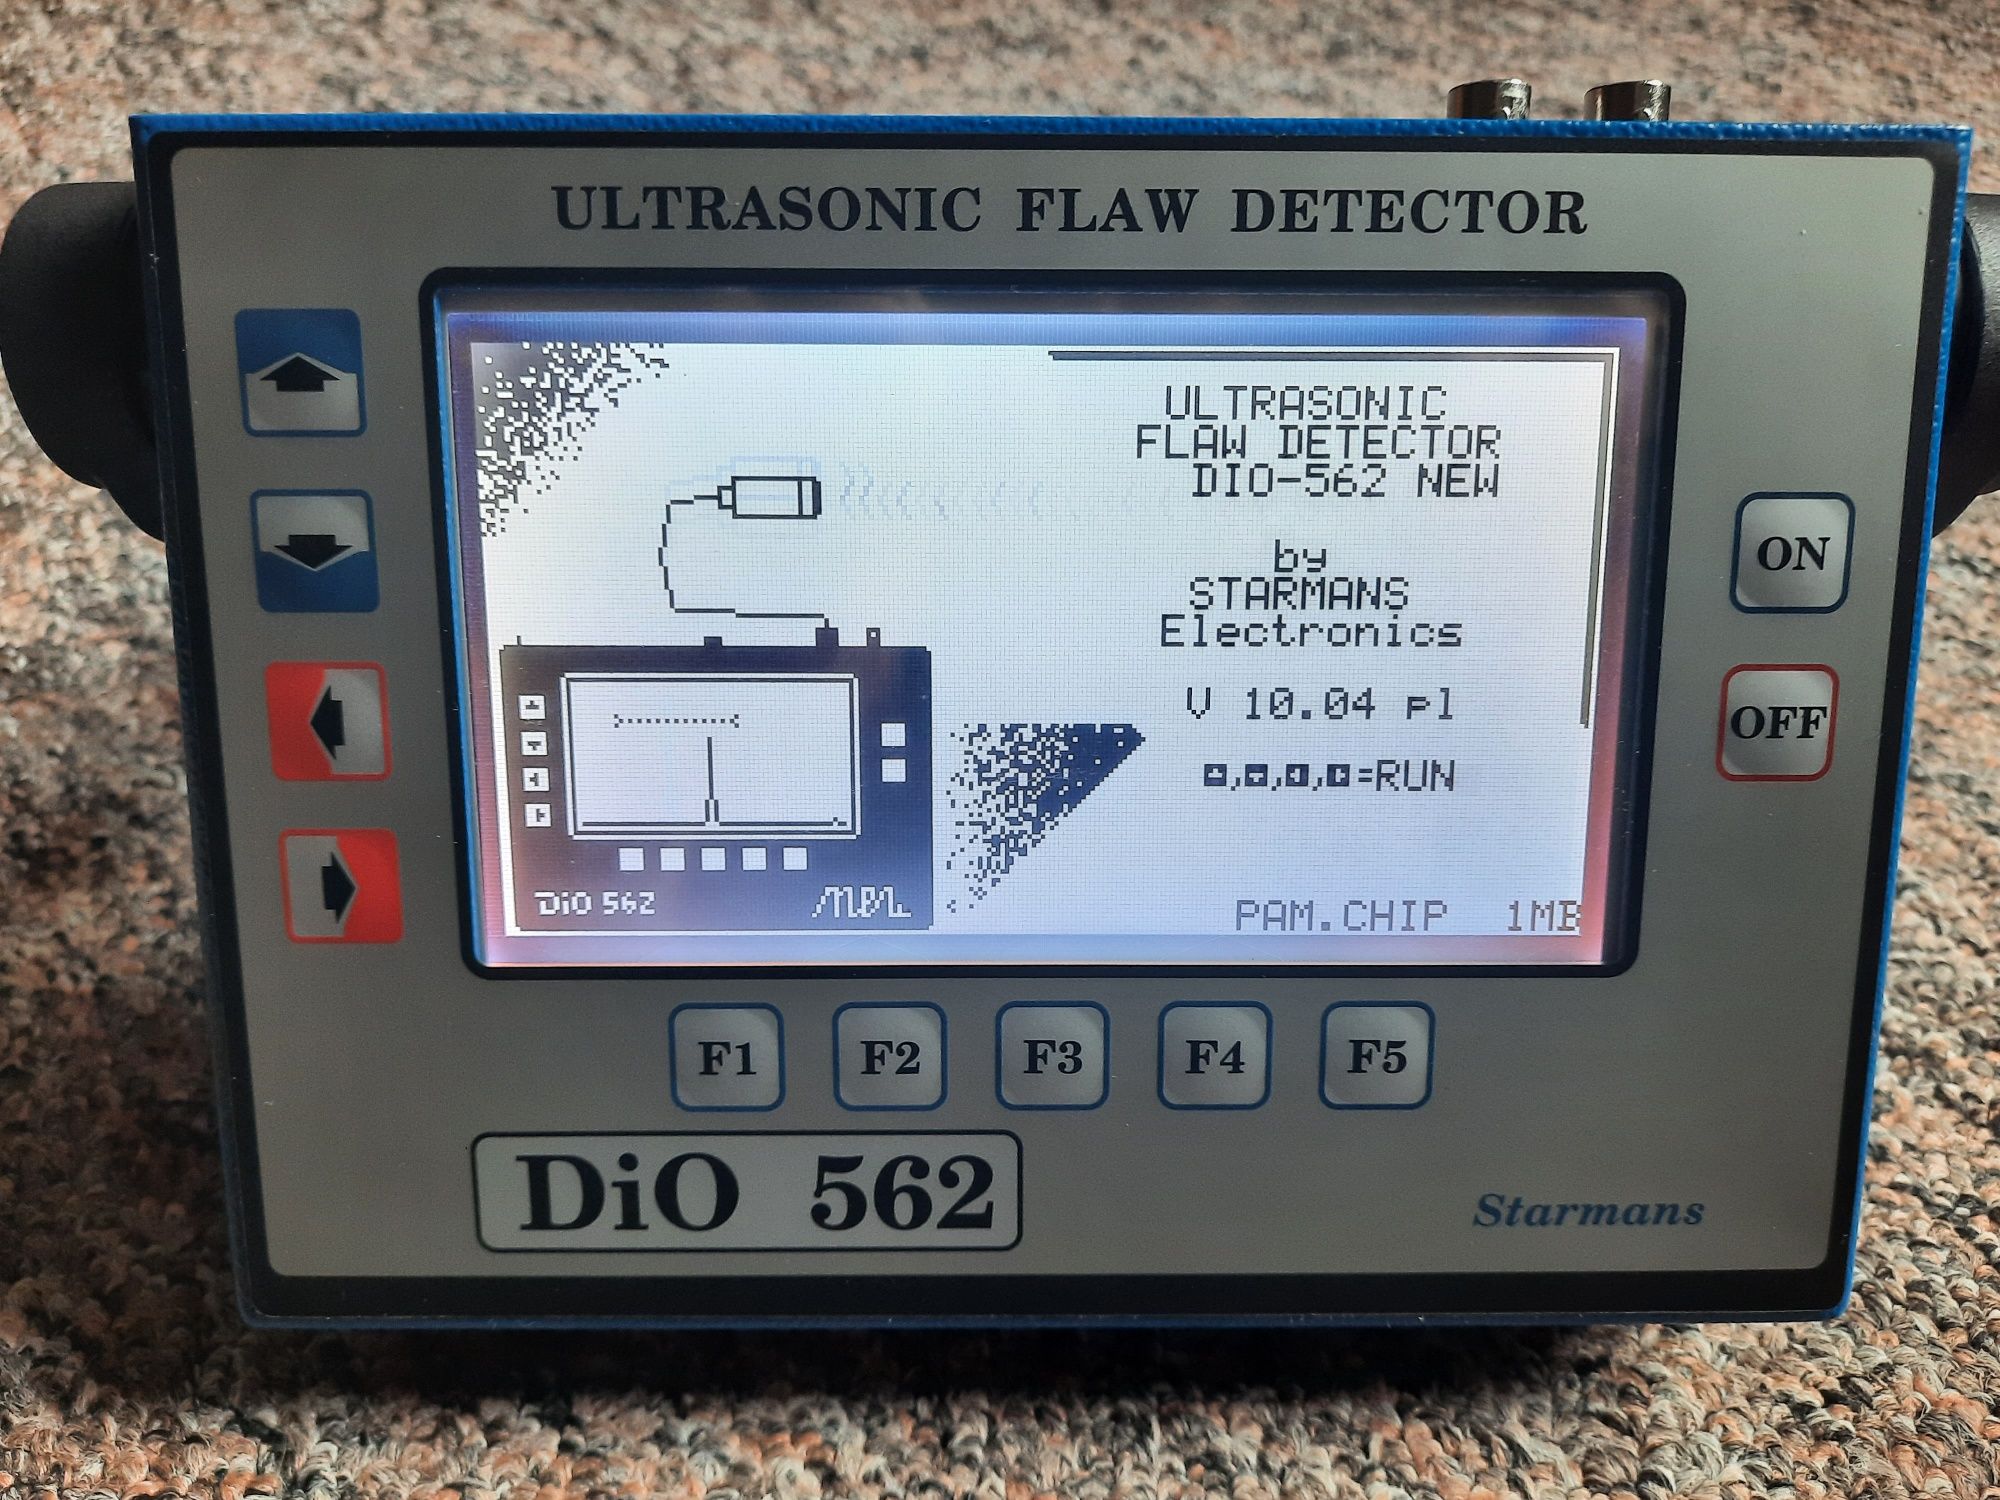 ULTRASONIC FLAW DETECTOR
ULTRASONIC
FLAW DETECTOR
DIO-562 NEW
by
STARMANS
Electronics
V 10.04 pl
=RUN
PAM.CHIP 1MB
DiO 562
ON
OFF
F1 F2 F3 F4 F5
DiO 562
Starmans